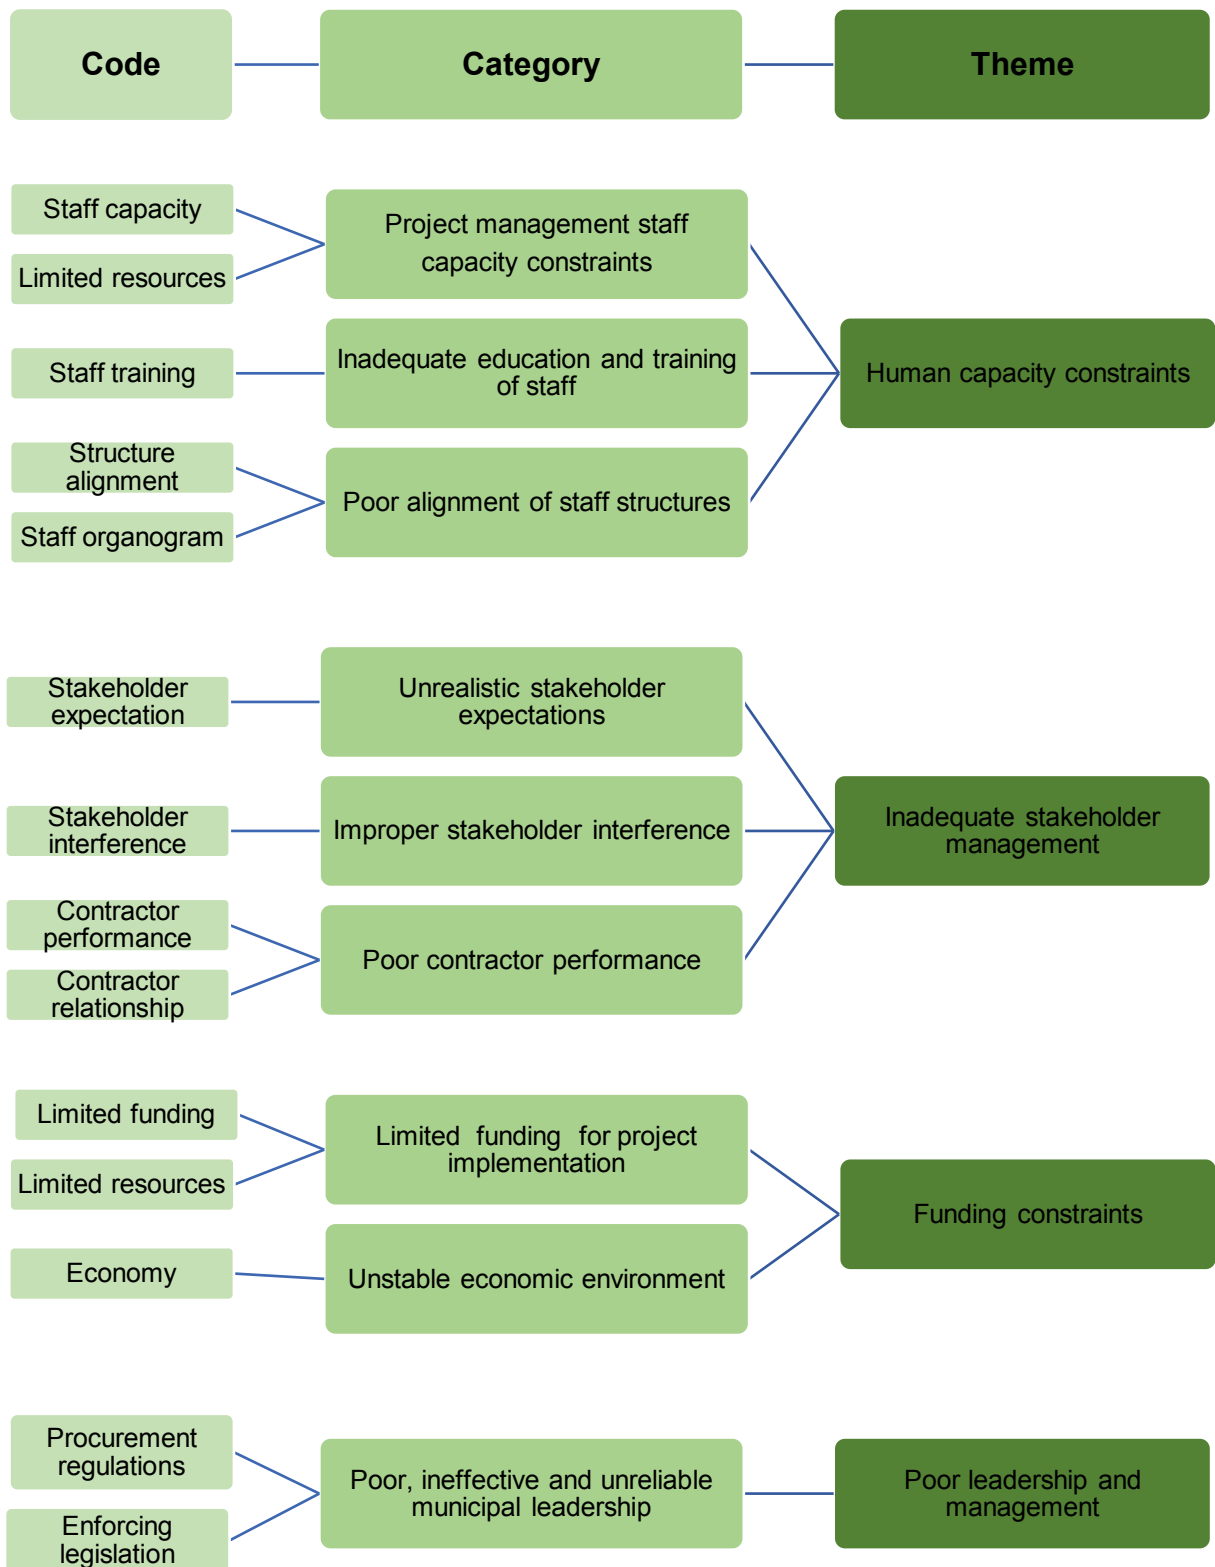 Code
Category
Theme
Staff capacity
Limited resources
Project management staff
capacity constraints
Staff training
Inadequate education and training
of staff
Human capacity constraints
Structure
alignment
Staff organogram
Poor alignment of staff structures
Stakeholder
expectation
Unrealistic stakeholder
expectations
Stakeholder
interference
Improper stakeholder interference
Inadequate stakeholder
management
Contractor
performance
Contractor
relationship
Poor contractor performance
Limited funding
Limited resources
Limited funding for project
implementation
Funding constraints
Economy
Unstable economic environment
Procurement
regulations
Enforcing
legislation
Poor, ineffective and unreliable
municipal leadership
Poor leadership and
management